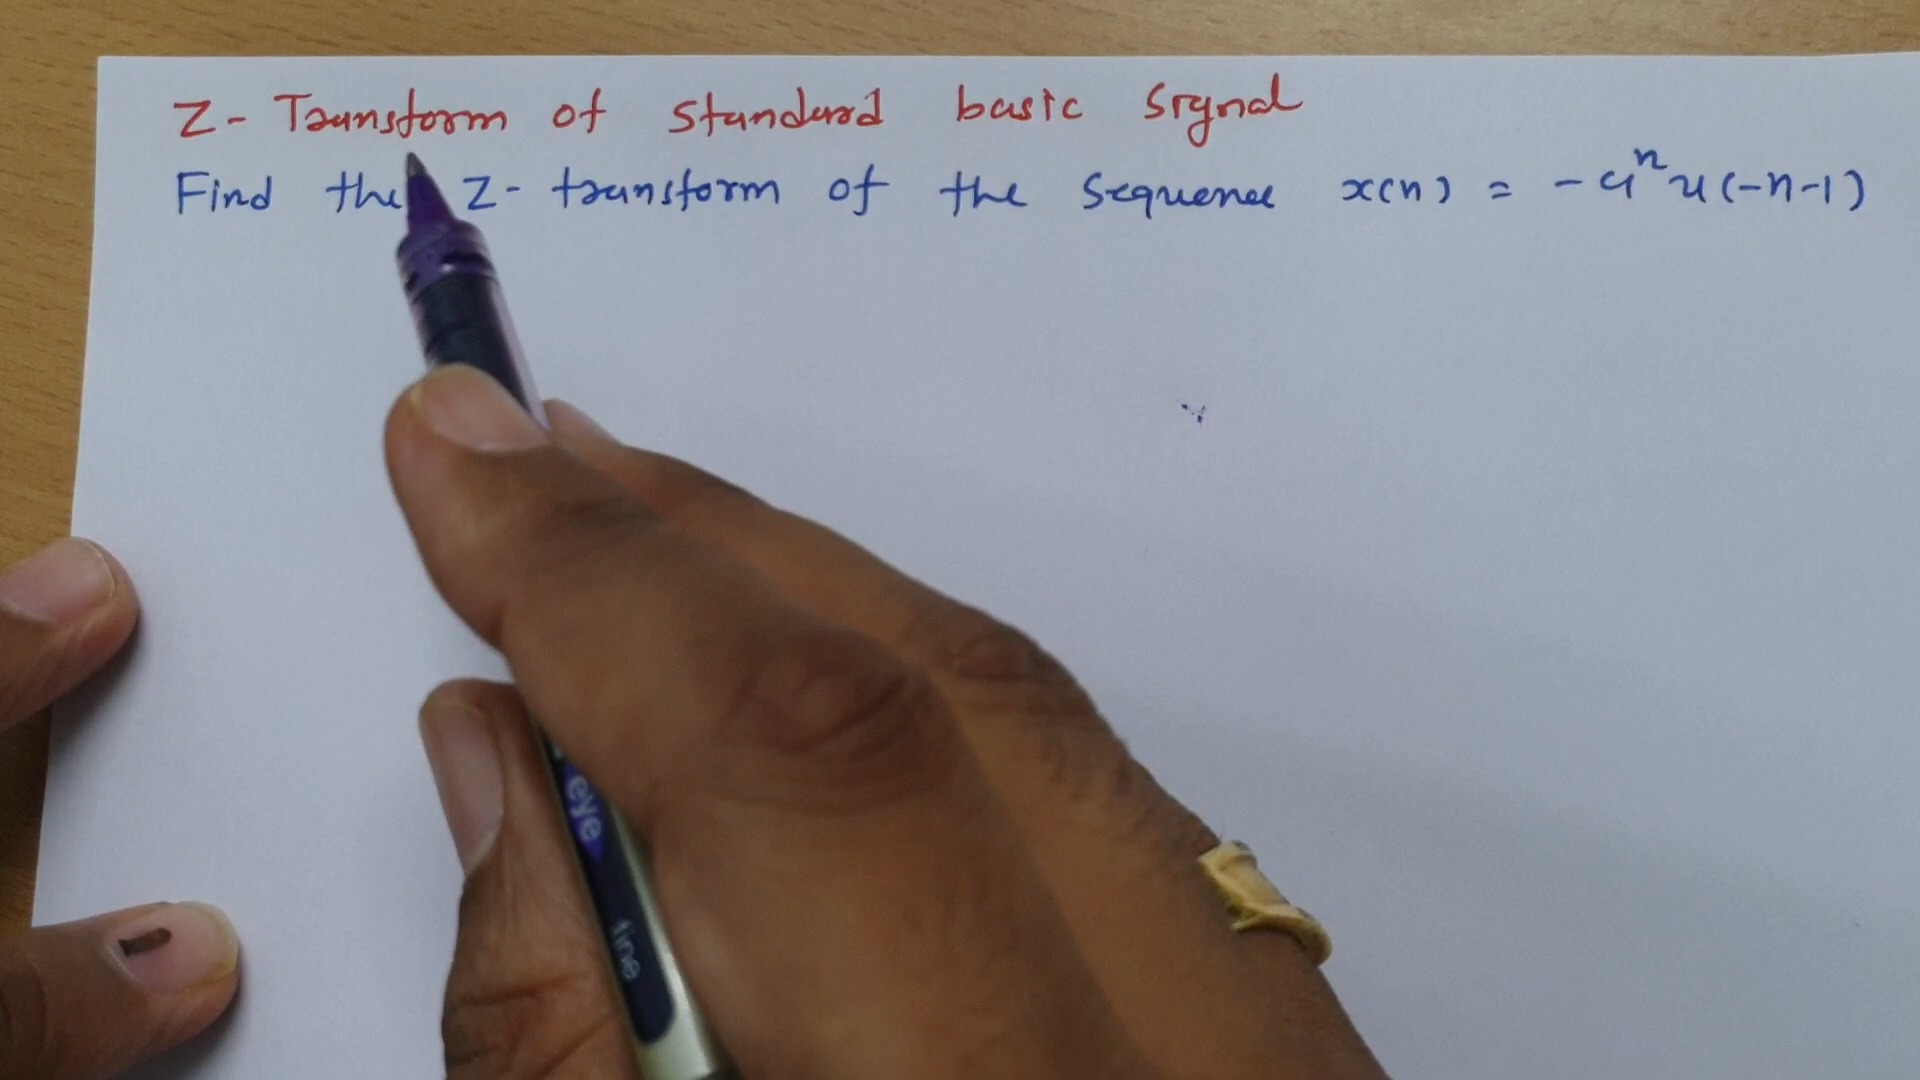 Z - Transform of standard basic signal
Find the Z - transform of the sequence x(n) = -aⁿu(-n-1)
eye
fine